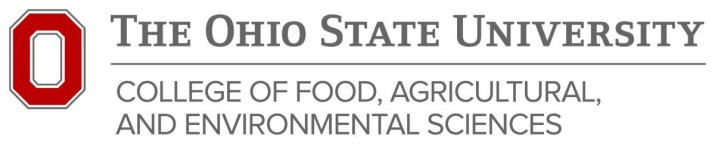 THE OHIO STATE UNIVERSITY
COLLEGE OF FOOD, AGRICULTURAL,
AND ENVIRONMENTAL SCIENCES